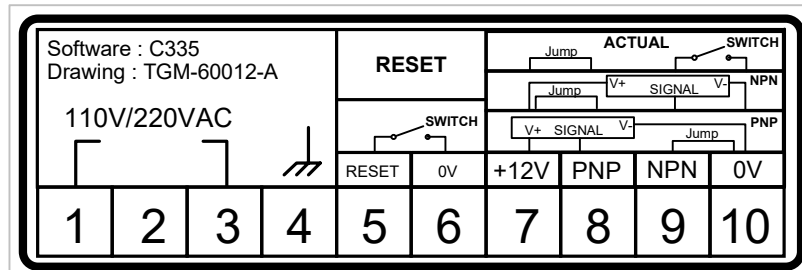 Software : C335
Drawing : TGM-60012-A
110V/220VAC
RESET
SWITCH
ACTUAL
Jump
SWITCH
V+
SIGNAL
V-
NPN
Jump
V+
SIGNAL
V-
PNP
Jump
RESET 0V +12V PNP NPN 0V
1 2 3 4 5 6 7 8 9 10